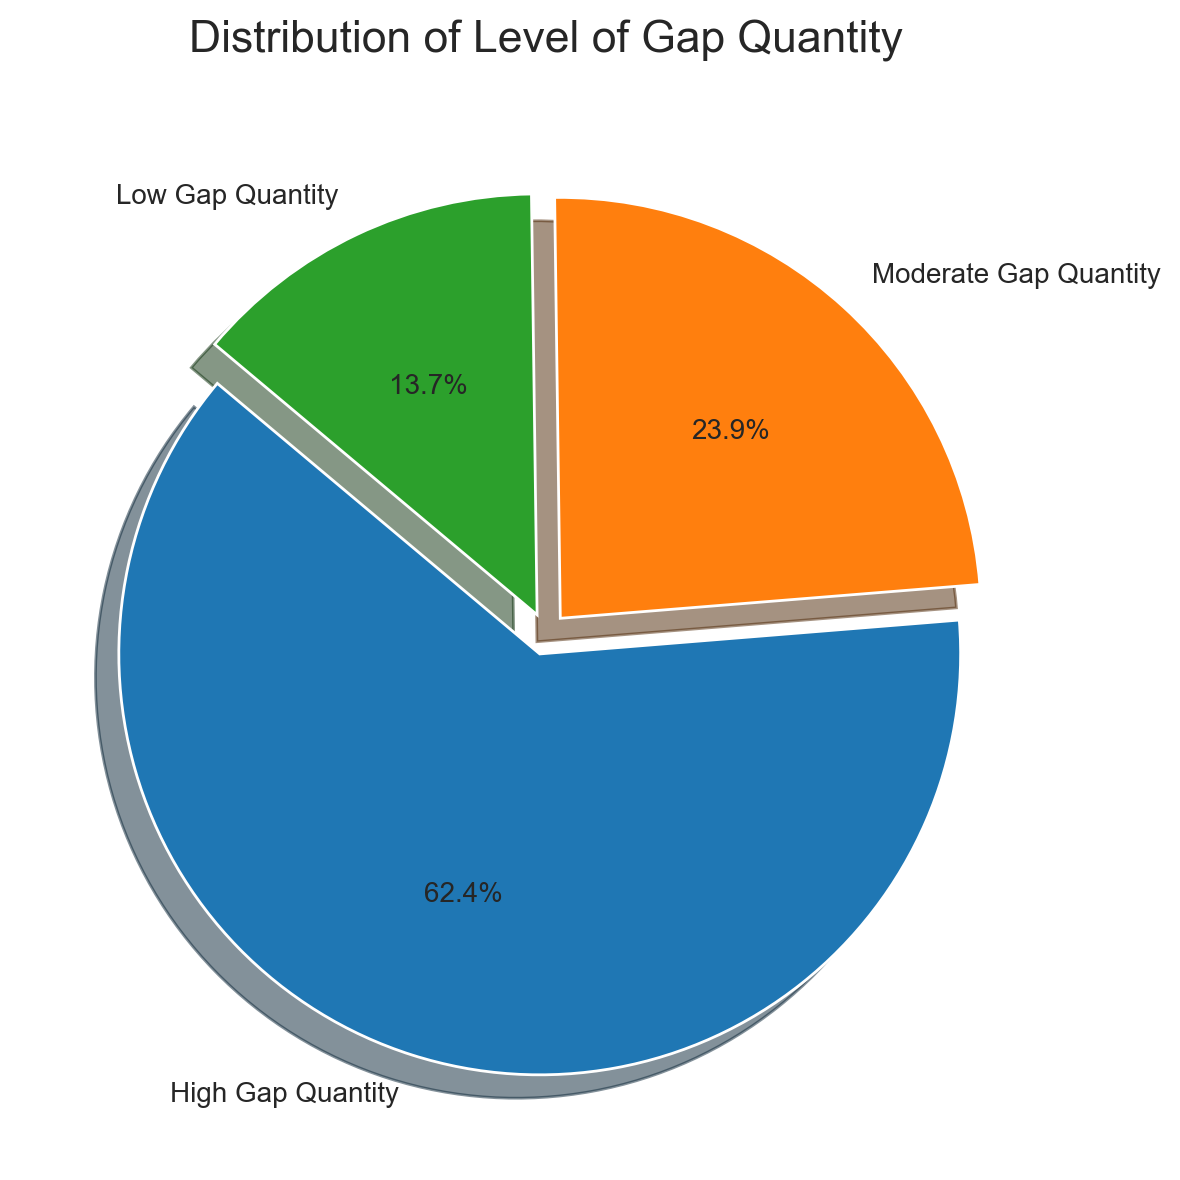 Distribution of Level of Gap Quantity
Low Gap Quantity
Moderate Gap Quantity
13.7%
23.9%
62.4%
High Gap Quantity